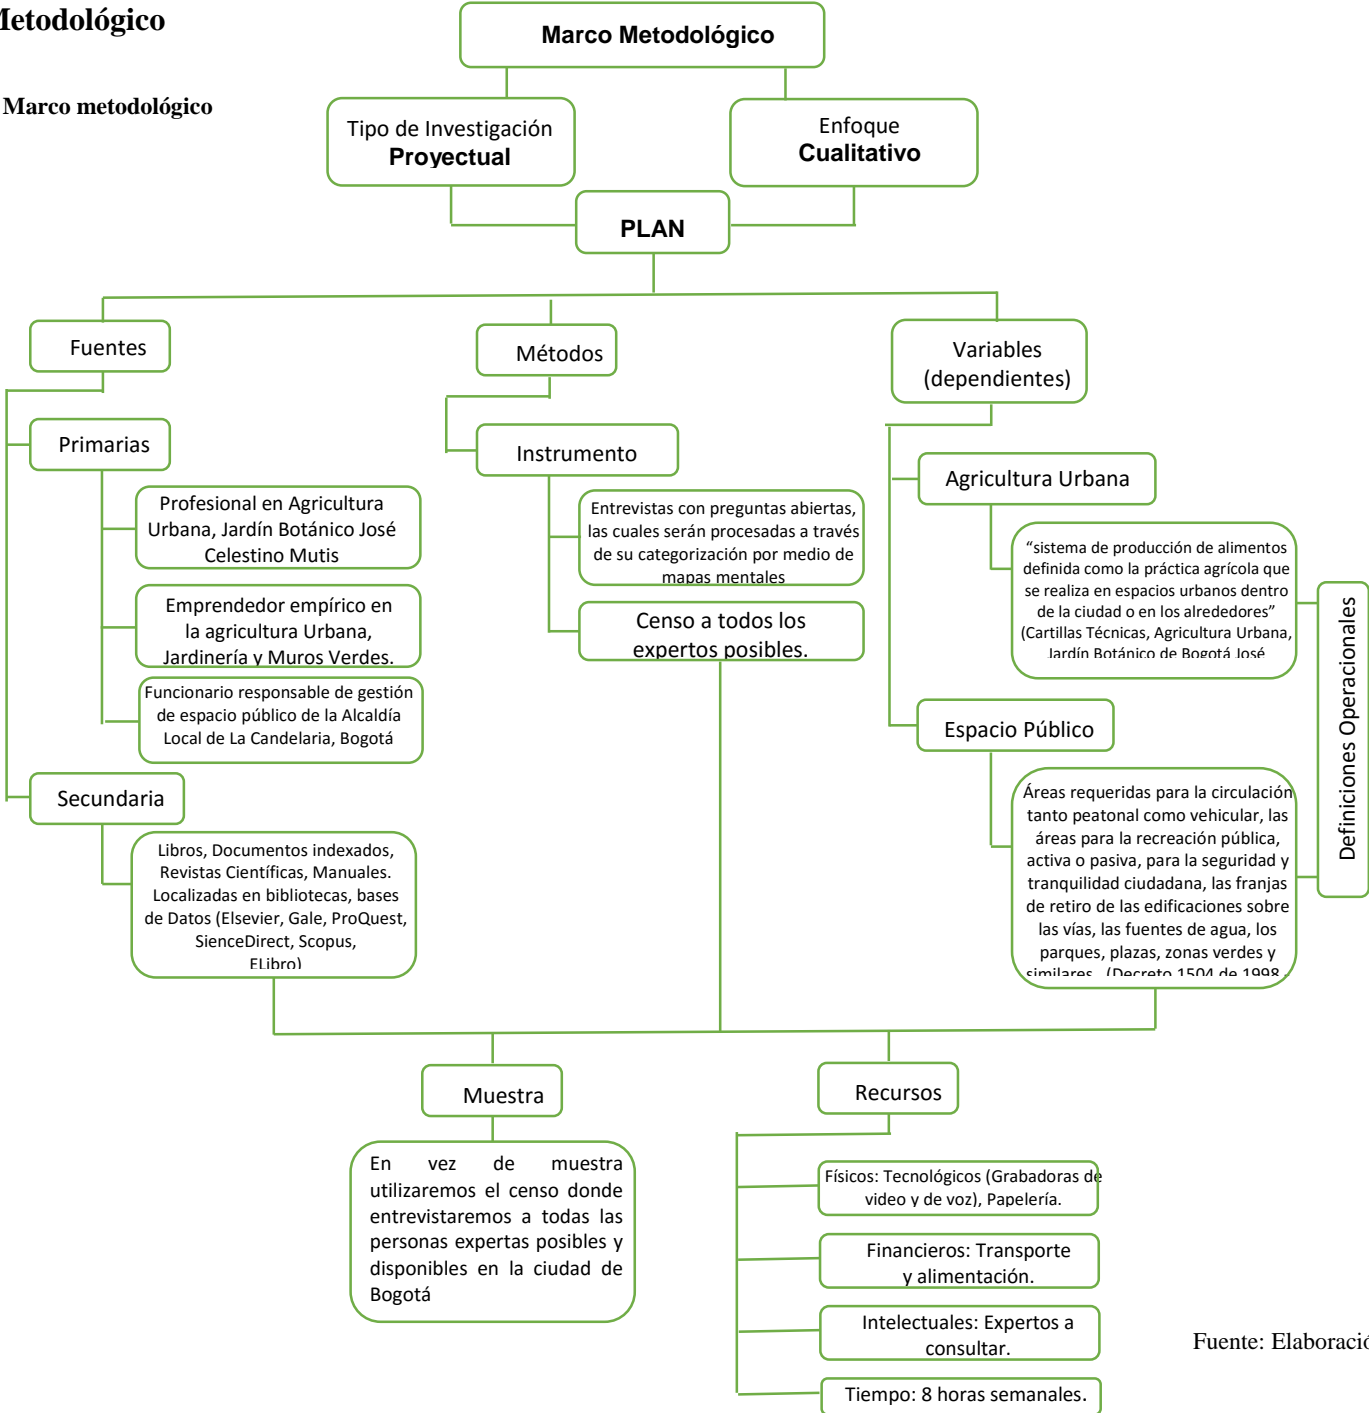 Metodológico
Marco metodológico
Marco Metodológico
Tipo de Investigación
Proyectual
Enfoque
Cualitativo
PLAN
Fuentes
Primarias
Profesional en Agricultura
Urbana, Jardín Botánico José
Celestino Mutis
Emprendedor empírico en
la agricultura Urbana,
Jardinería y Muros Verdes.
Funcionario responsable de gestión
de espacio público de la Alcaldía
Local de La Candelaria, Bogotá
Secundaria
Libros, Documentos indexados,
Revistas Científicas, Manuales.
Localizadas en bibliotecas, bases
de Datos (Elsevier, Gale, ProQuest,
SienceDirect, Scopus,
ELibro)
Métodos
Instrumento
Entrevistas con preguntas abiertas,
las cuales serán procesadas a través
de su categorización por medio de
mapas mentales
Censo a todos los
expertos posibles.
Variables
(dependientes)
Agricultura Urbana
“sistema de producción de alimentos
definida como la práctica agrícola que
se realiza en espacios urbanos dentro
de la ciudad o en los alrededores”
(Cartillas Técnicas, Agricultura Urbana,
Jardín Botánico de Bogotá José
Espacio Público
Áreas requeridas para la circulación
tanto peatonal como vehicular, las
áreas para la recreación pública,
activa o pasiva, para la seguridad y
tranquilidad ciudadana, las franjas
de retiro de las edificaciones sobre
las vías, las fuentes de agua, los
parques, plazas, zonas verdes y
similares. (Decreto 1504 de 1998 -
Definiciones Operacionales
Muestra
En vez de muestra
utilizaremos el censo donde
entrevistaremos a todas las
personas expertas posibles y
disponibles en la ciudad de
Bogotá
Recursos
Físicos: Tecnológicos (Grabadoras de
video y de voz), Papelería.
Financieros: Transporte
y alimentación.
Intelectuales: Expertos a
consultar.
Tiempo: 8 horas semanales.
Fuente: Elaboració